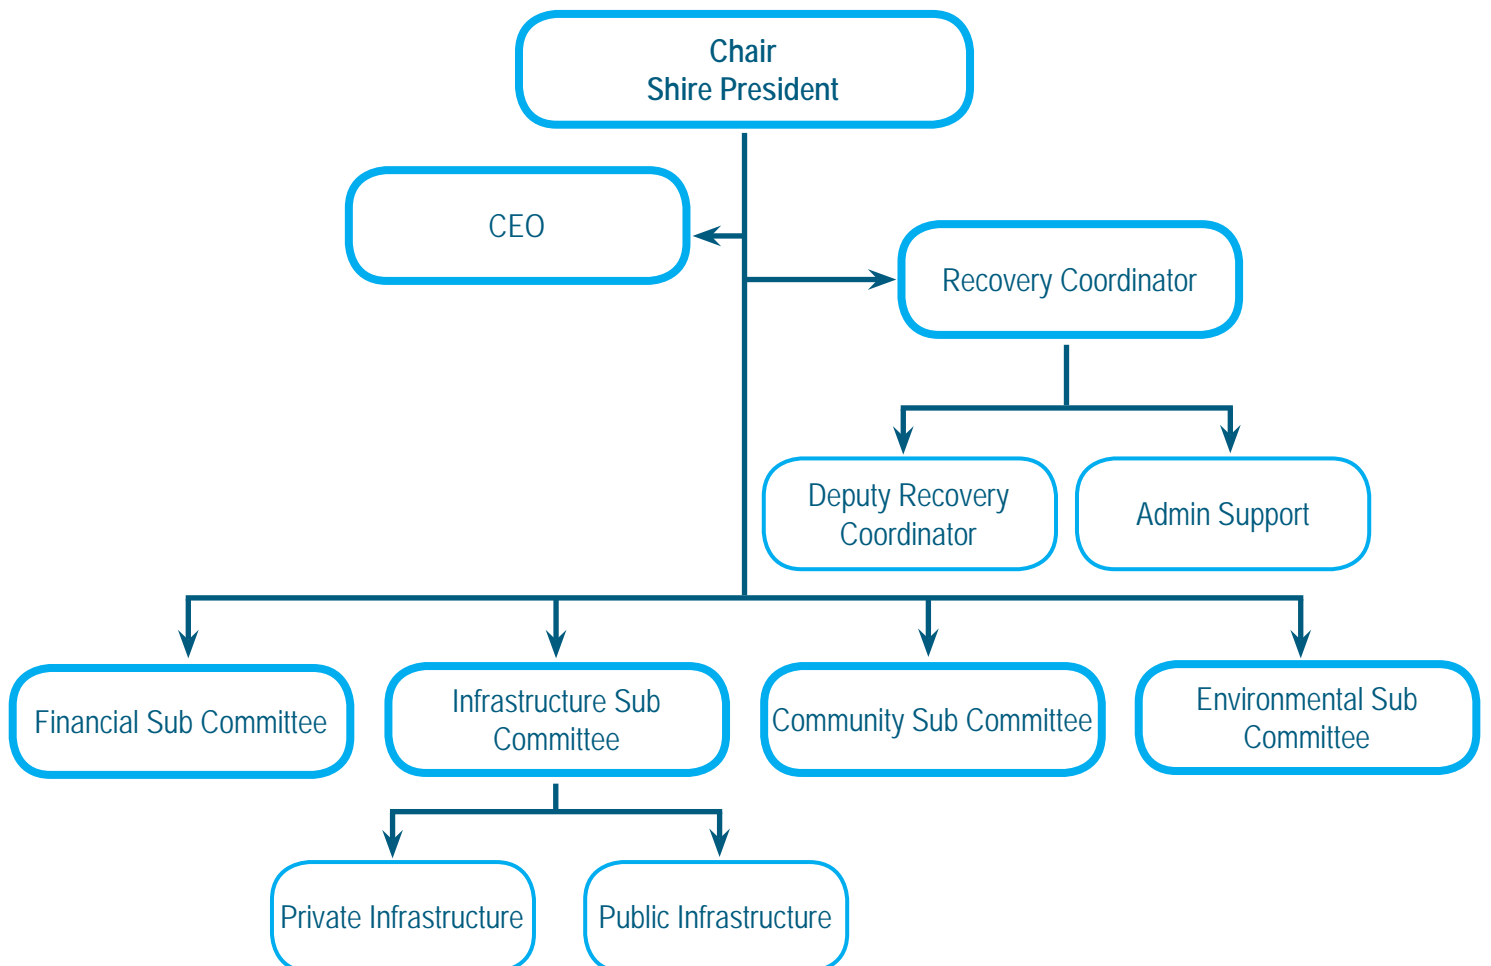 Chair
Shire President
CEO
Recovery Coordinator
Deputy Recovery
Coordinator
Admin Support
Financial Sub Committee
Infrastructure Sub
Committee
Community Sub Committee
Environmental Sub
Committee
Private Infrastructure
Public Infrastructure